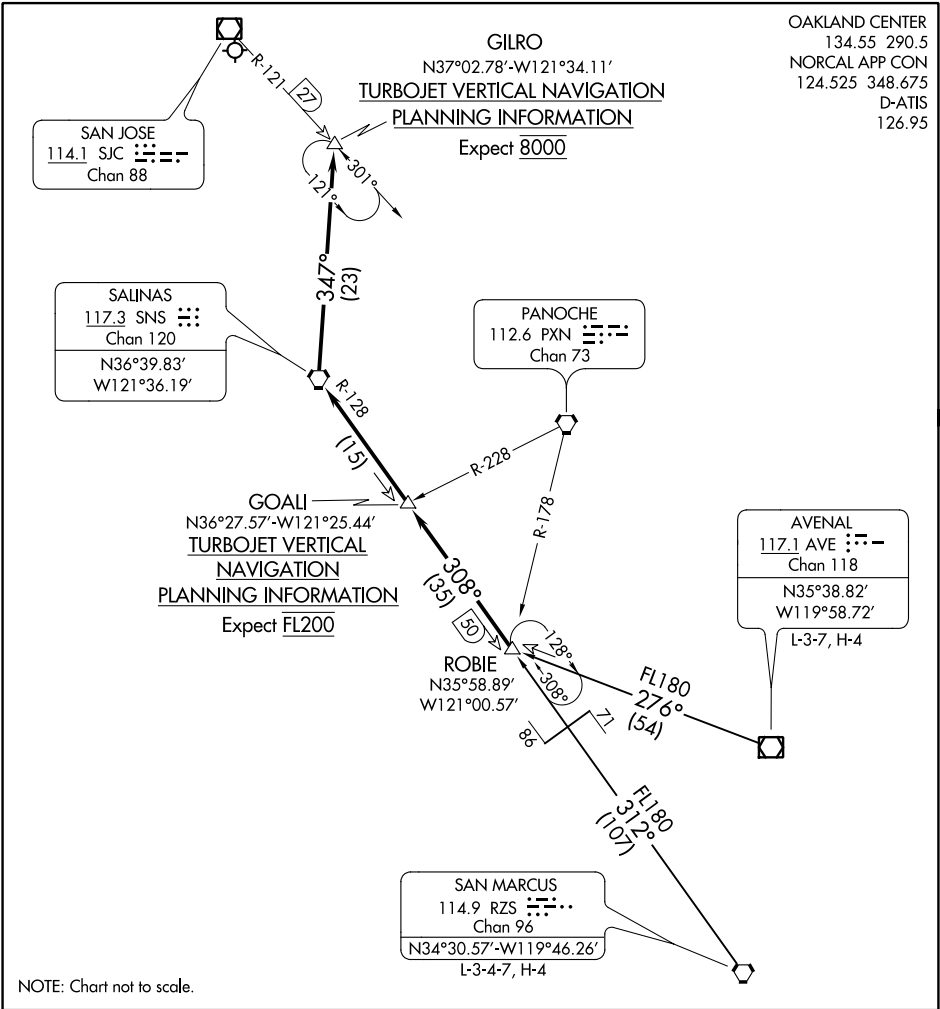 OAKLAND CENTER
134.55 290.5
NORCAL APP CON
124.525 348.675
D-ATIS
126.95
GILRO
N37°02.78'-W121°34.11'
TURBOJET VERTICAL NAVIGATION
PLANNING INFORMATION
Expect 8000
R-121
27
SAN JOSE
114.1 SJC
Chan 88
121°
301°
347°
(23)
SALINAS
117.3 SNS
Chan 120
N36°39.83'
W121°36.19'
PANOCHE
112.6 PXN
Chan 73
R-128
(15)
R-228
R-178
GOALI
N36°27.57'-W121°25.44'
TURBOJET VERTICAL
NAVIGATION
PLANNING INFORMATION
Expect FL200
AVENAL
117.1 AVE
Chan 118
N35°38.82'
W119°58.72'
L-3-7, H-4
308°
(35)
50
128°
308°
ROBIE
N35°58.89'
W121°00.57'
FL180
276°
(54)
86
71
FL180
312°
(107)
SAN MARCUS
114.9 RZS
Chan 96
N34°30.57'-W119°46.26'
L-3-4-7, H-4
NOTE: Chart not to scale.